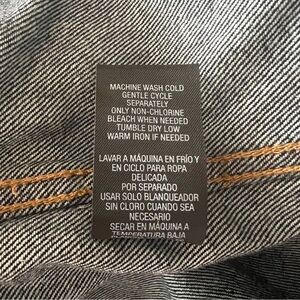 MACHINE WASH COLD
GENTLE CYCLE
SEPARATELY
ONLY NON-CHLORINE
BLEACH WHEN NEEDED
TUMBLE DRY LOW
WARM IRON IF NEEDED
LAVAR A MÁQUINA EN FRÍO Y
EN CICLO PARA ROPA
DELICADA
POR SEPARADO
USAR SOLO BLANQUEADOR
SIN CLORO CUANDO SEA
NECESARIO
SECAR EN MÁQUINA A
TEMPERATURA BAJA